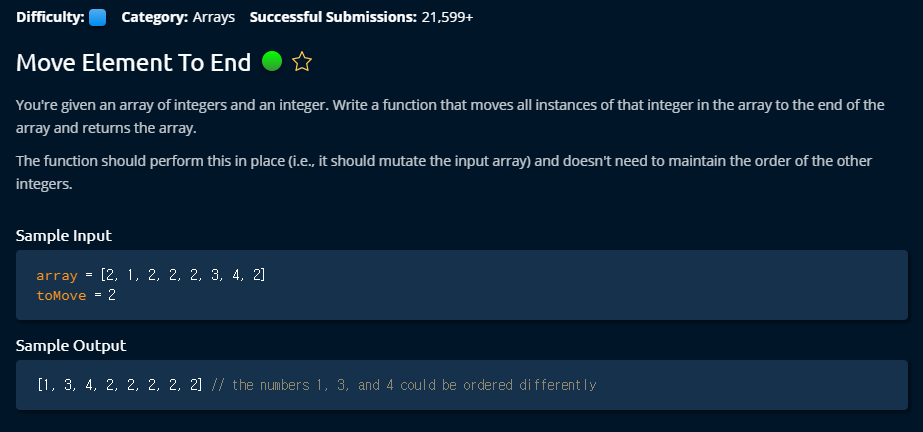 Difficulty: Category: Arrays Successful Submissions: 21,599+
Move Element To End
You're given an array of integers and an integer. Write a function that moves all instances of that integer in the array to the end of the
array and returns the array.
The function should perform this in place (i.e., it should mutate the input array) and doesn't need to maintain the order of the other
integers.
Sample Input
array = [2, 1, 2, 2, 2, 3, 4, 2]
toMove = 2
Sample Output
[1, 3, 4, 2, 2, 2, 2, 2] // the numbers 1, 3, and 4 could be ordered differently